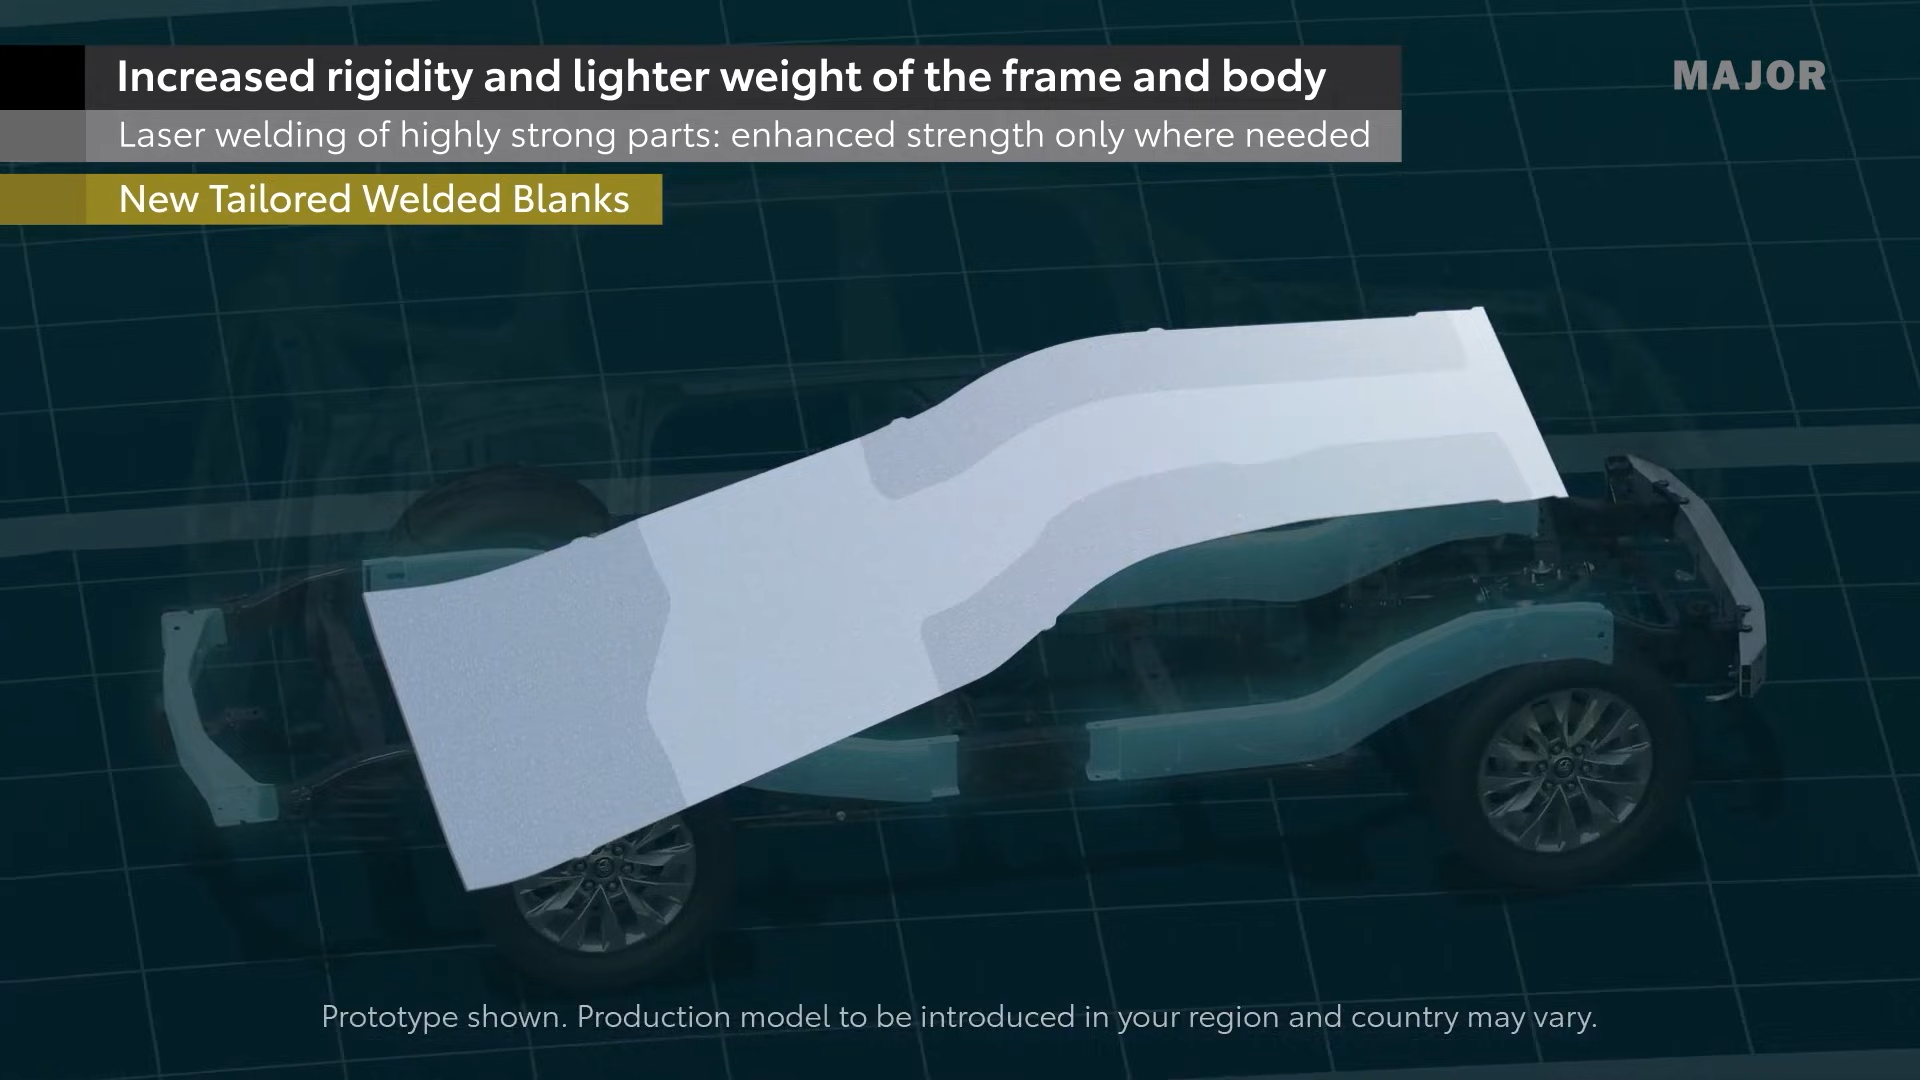 Increased rigidity and lighter weight of the frame and body
MAJOR
Laser welding of highly strong parts: enhanced strength only where needed
New Tailored Welded Blanks
Prototype shown. Production model to be introduced in your region and country may vary.